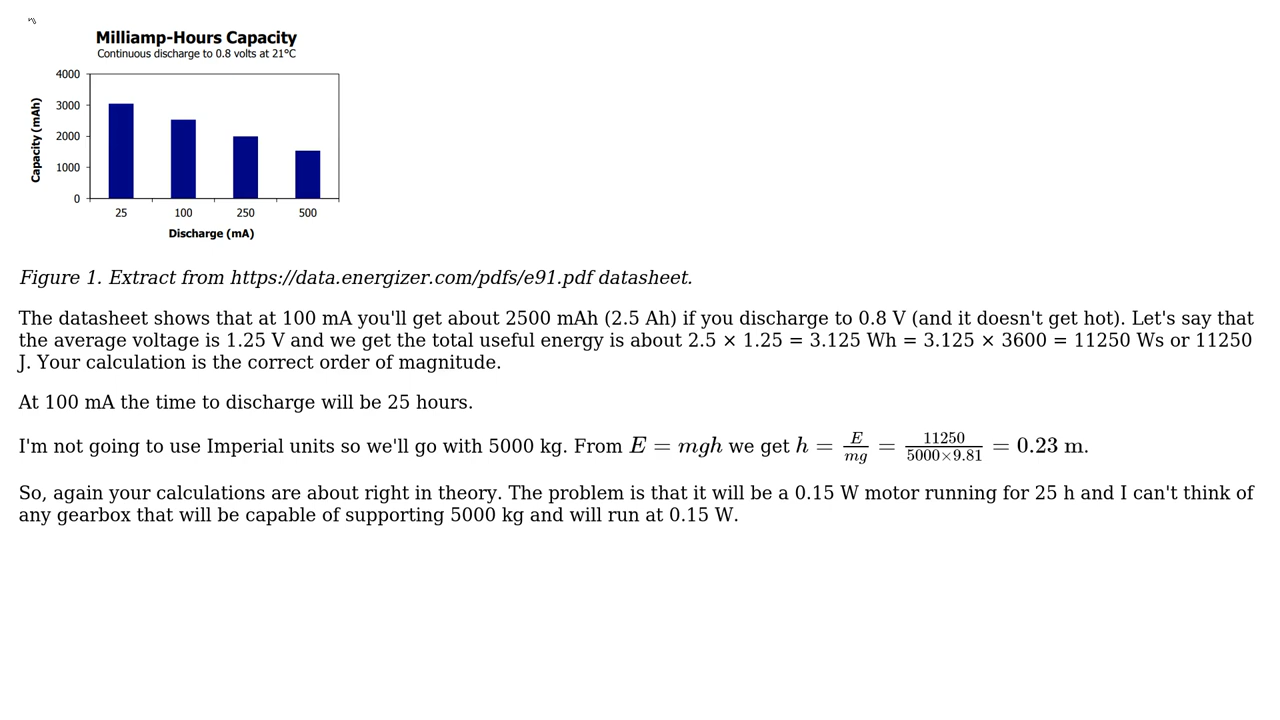 Milliamp-Hours Capacity
Continuous discharge to 0.8 volts at 21°C
Capacity (mAh)
4000
3000
2000
1000
0
25 100 250 500
Discharge (mA)
Figure 1. Extract from https://data.energizer.com/pdfs/e91.pdf datasheet.
The datasheet shows that at 100 mA you'll get about 2500 mAh (2.5 Ah) if you discharge to 0.8 V (and it doesn't get hot). Let's say that
the average voltage is 1.25 V and we get the total useful energy is about 2.5 × 1.25 = 3.125 Wh = 3.125 × 3600 = 11250 Ws or 11250
J. Your calculation is the correct order of magnitude.
At 100 mA the time to discharge will be 25 hours.
I'm not going to use Imperial units so we'll go with 5000 kg. From E = mgh we get h = E/mg = 11250/5000×9.81 = 0.23 m.
So, again your calculations are about right in theory. The problem is that it will be a 0.15 W motor running for 25 h and I can't think of
any gearbox that will be capable of supporting 5000 kg and will run at 0.15 W.